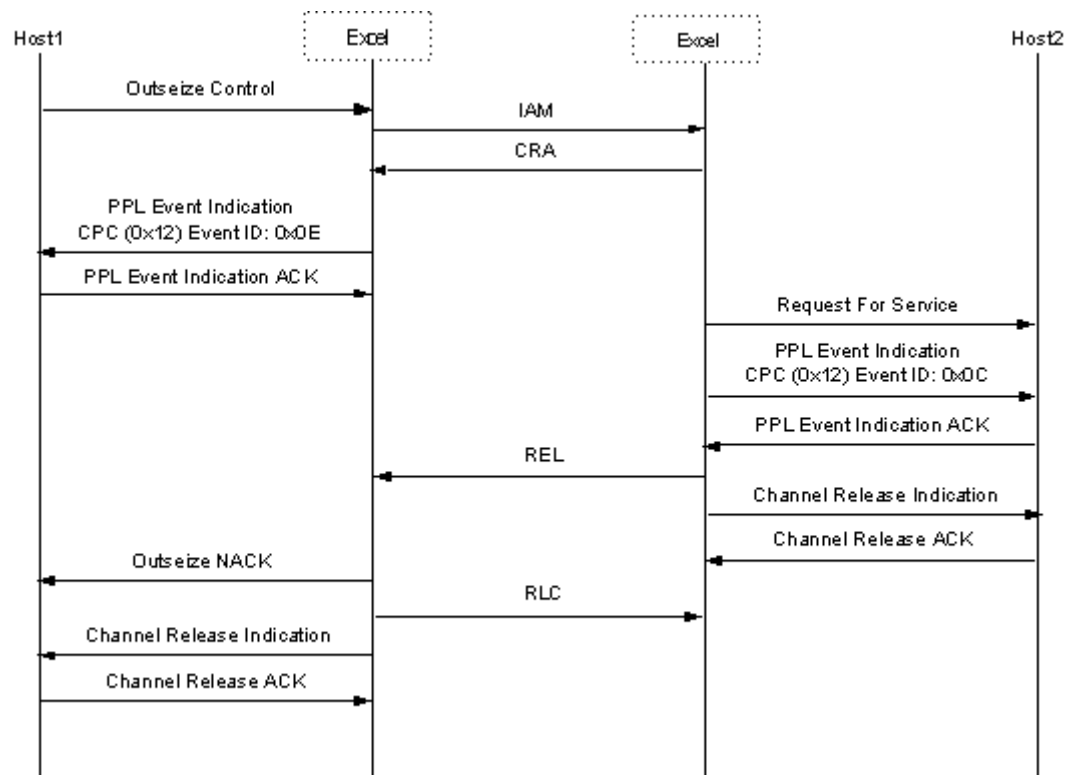 Host1
Excel
Excel
Host2
Outseize Control
IAM
CRA
PPL Event Indication
CPC (0x12) Event ID: 0x0E
PPL Event Indication ACK
Request For Service
PPL Event Indication
CPC (0x12) Event ID: 0x0C
PPL Event Indication ACK
REL
Channel Release Indication
Channel Release ACK
Outseize NACK
RLC
Channel Release Indication
Channel Release ACK